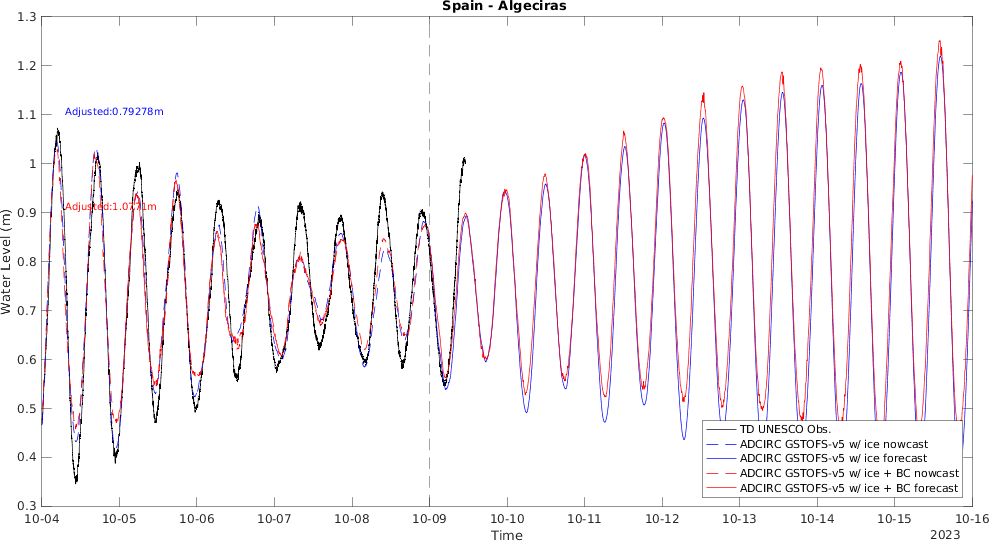 Spain - Algeciras
1.3
1.2
1.1
1
0.9
0.8
0.7
0.6
0.5
0.4
0.3
Water Level (m)
Adjusted:0.79278m
Adjusted:1.0771m
TD UNESCO Obs.
ADCIRC GSTOFS-v5 w/ ice nowcast
ADCIRC GSTOFS-v5 w/ ice forecast
ADCIRC GSTOFS-v5 w/ ice + BC nowcast
ADCIRC GSTOFS-v5 w/ ice + BC forecast
10-04 10-05 10-06 10-07 10-08 10-09 10-10 10-11 10-12 10-13 10-14 10-15 10-16
Time
2023